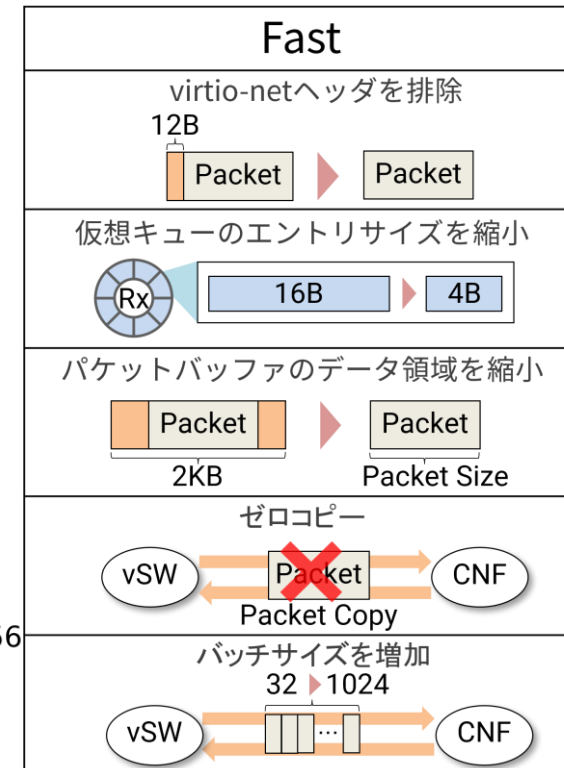 Fast
virtio-netヘッダを排除
12B
Packet
Packet
仮想キューのエントリサイズを縮小
Rx
16B
4B
パケットバッファのデータ領域を縮小
Packet
Packet
2KB
Packet Size
ゼロコピー
vSW
Packet
CNF
Packet Copy
バッチサイズを増加
32
1024
vSW
...
CNF